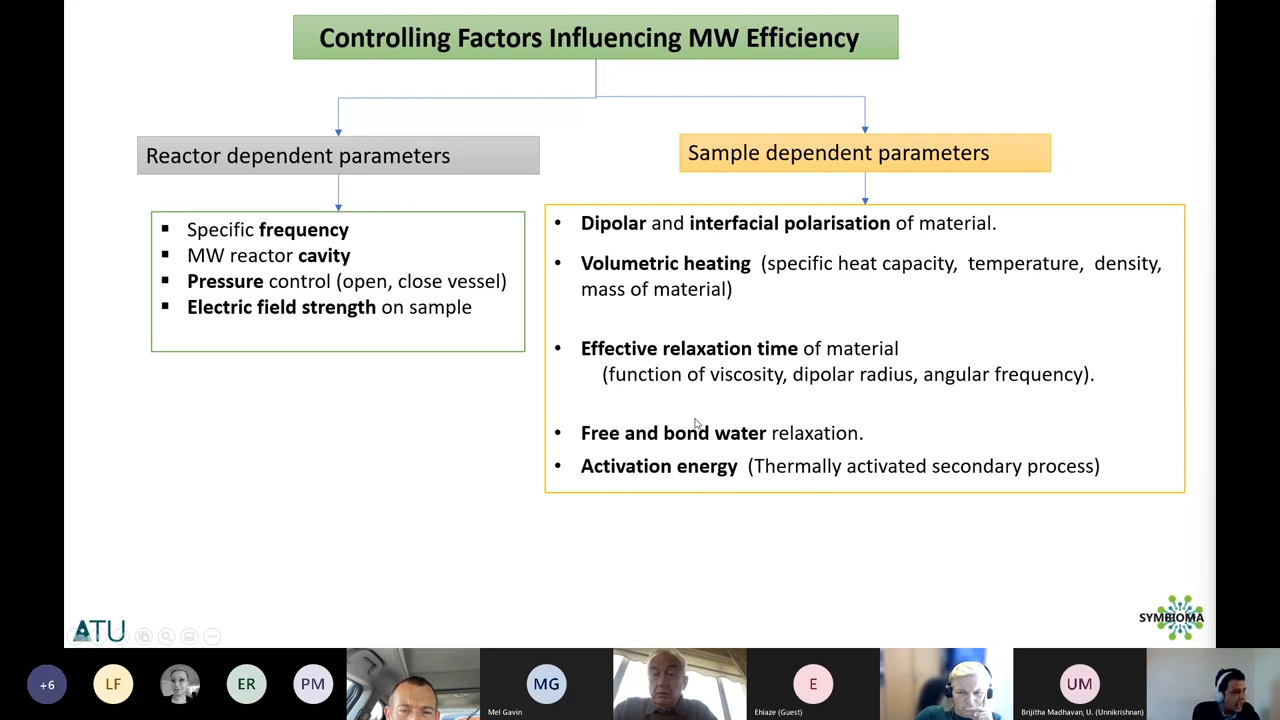 Controlling Factors Influencing MW Efficiency
Reactor dependent parameters
Specific frequency
MW reactor cavity
Pressure control (open, close vessel)
Electric field strength on sample
Sample dependent parameters
Dipolar and interfacial polarisation of material.
Volumetric heating (specific heat capacity, temperature, density,
mass of material)
Effective relaxation time of material
(function of viscosity, dipolar radius, angular frequency).
Free and bond water relaxation.
Activation energy (Thermally activated secondary process)
ATU
SYMBIOMA
+6
LF
ER
PM
MG
Mel Gavin
E
Ehiaze (Guest)
UM
Brijitha Madhavan, U. (Unnikrishnan)